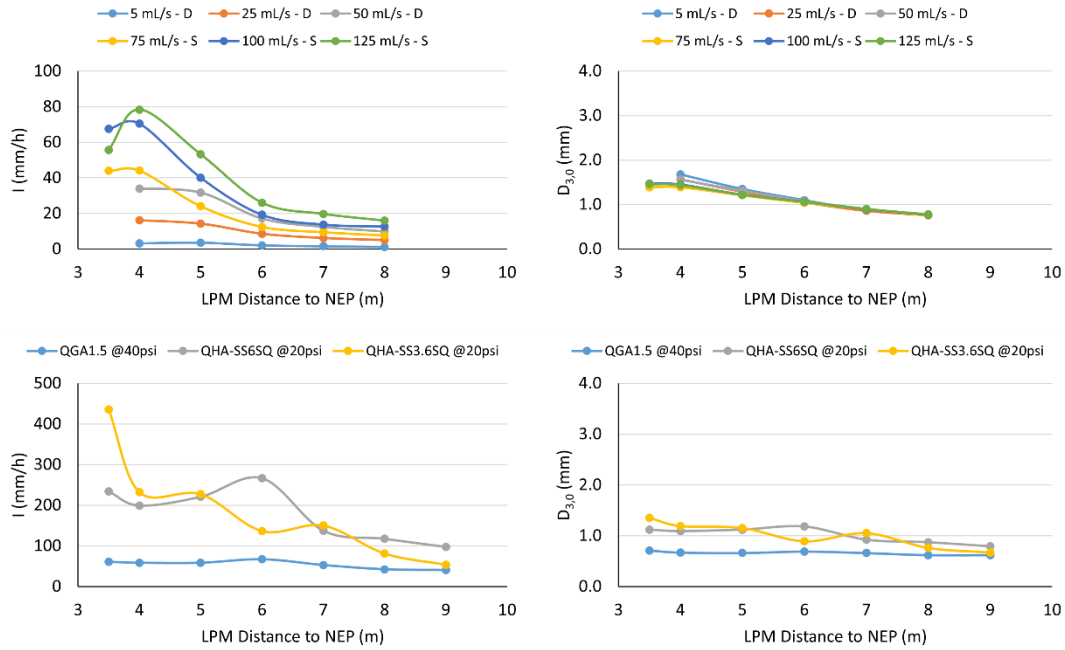 5 mL/s - D 25 mL/s - D 50 mL/s - D
75 mL/s - S 100 mL/s - S 125 mL/s - S
100
80
60
40
20
0
I (mm/h)
3 4 5 6 7 8 9 10
LPM Distance to NEP (m)
5 mL/s - D 25 mL/s - D 50 mL/s - D
75 mL/s - S 100 mL/s - S 125 mL/s - S
4.0
3.0
2.0
1.0
0.0
D3,0 (mm)
3 4 5 6 7 8 9 10
LPM Distance to NEP (m)
QGA1.5 @40psi QHA-SS6SQ @20psi QHA-SS3.6SQ @20psi
500
400
300
200
100
0
I (mm/h)
3 4 5 6 7 8 9 10
LPM Distance to NEP (m)
QGA1.5 @40psi QHA-SS6SQ @20psi QHA-SS3.6SQ @20psi
4.0
3.0
2.0
1.0
0.0
D3,0 (mm)
3 4 5 6 7 8 9 10
LPM Distance to NEP (m)